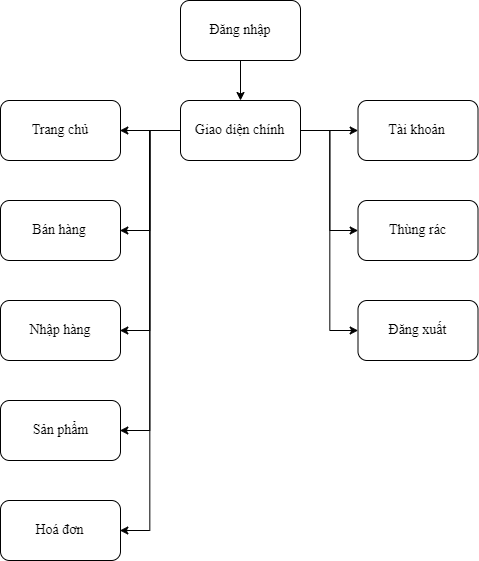 Đăng nhập
Trang chủ
Giao diện chính
Tài khoản
Bán hàng
Thùng rác
Nhập hàng
Đăng xuất
Sản phẩm
Hoá đơn